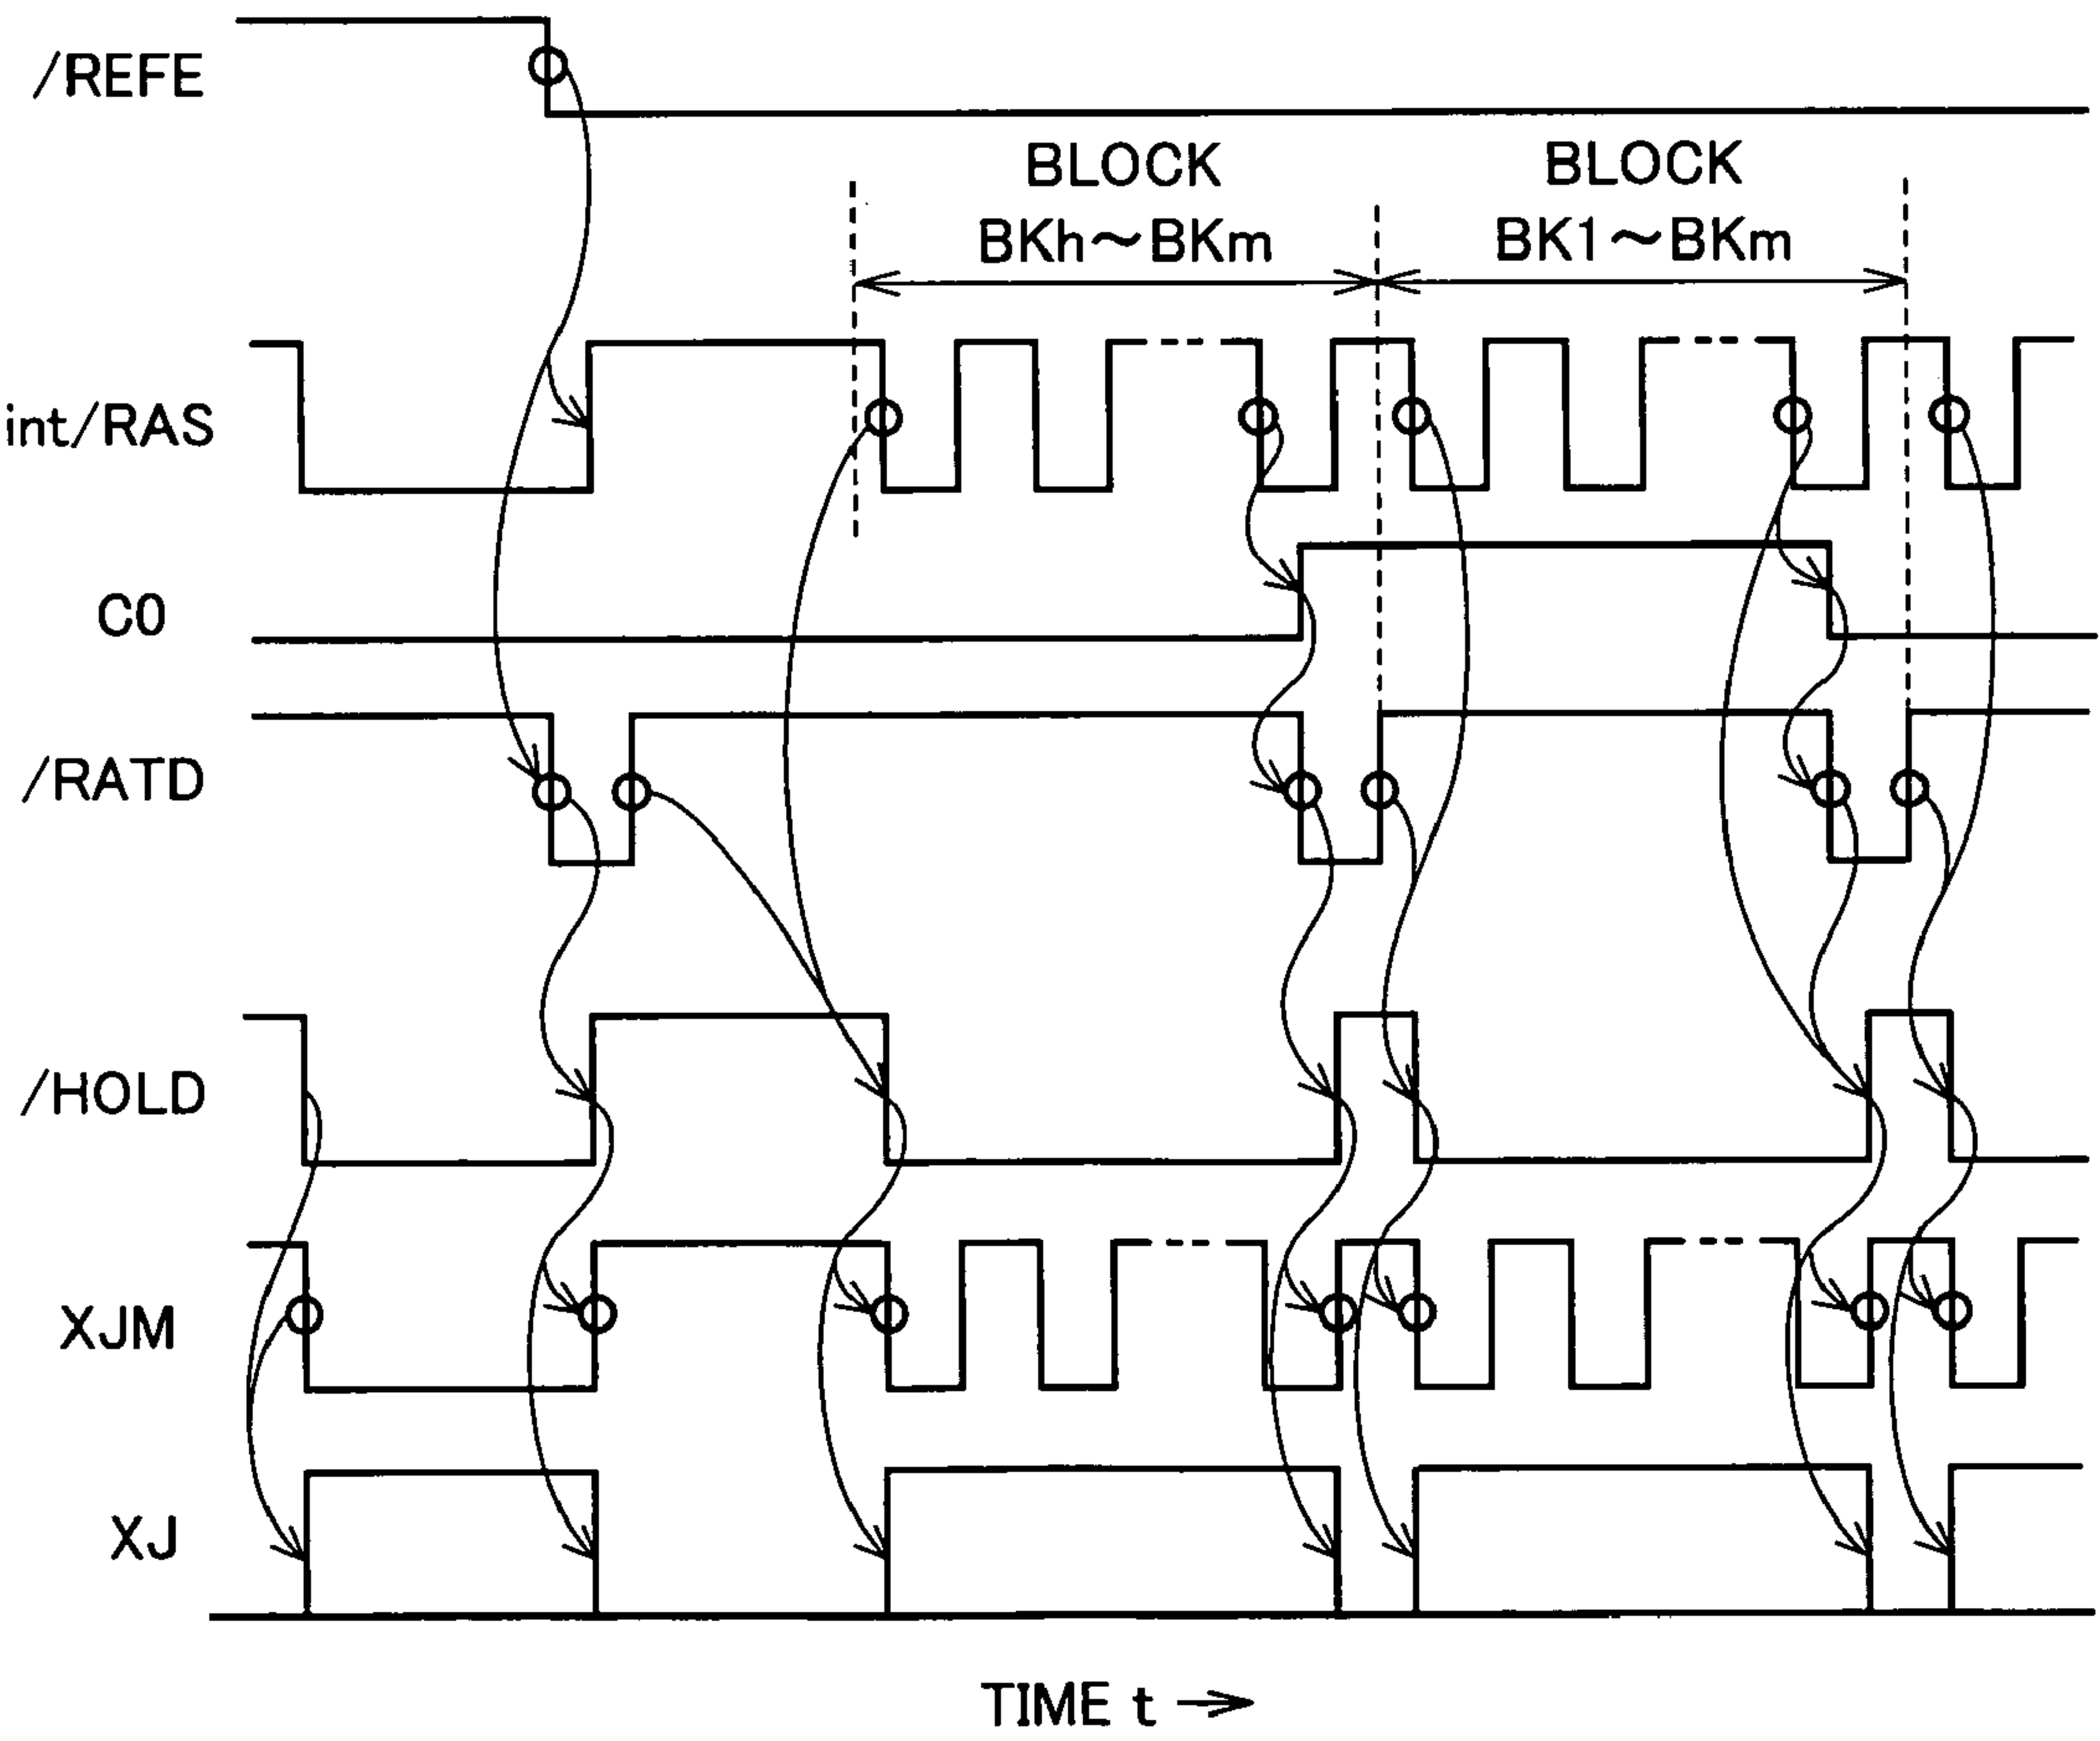 /REFE
BLOCK BLOCK
BKh～BKm BK1～BKm
int/RAS
C0
/RATD
/HOLD
XJM
XJ
TIME t →